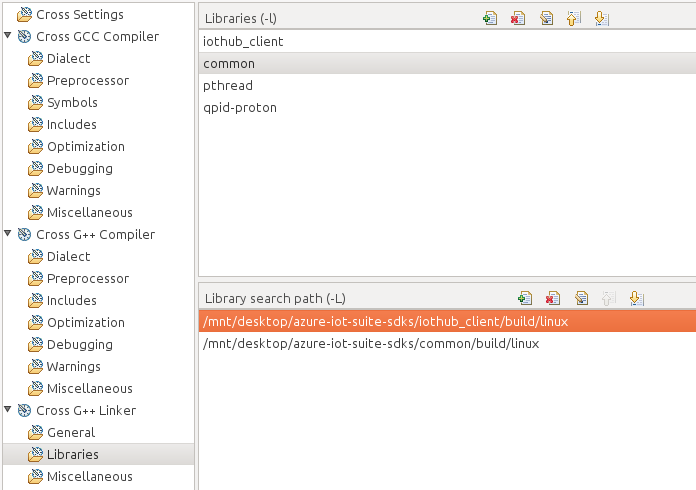 Cross Settings
Cross GCC Compiler
Dialect
Preprocessor
Symbols
Includes
Optimization
Debugging
Warnings
Miscellaneous
Cross G++ Compiler
Dialect
Preprocessor
Includes
Optimization
Debugging
Warnings
Miscellaneous
Cross G++ Linker
General
Libraries
Miscellaneous
Libraries (-l)
iothub_client
common
pthread
qpid-proton
Library search path (-L)
/mnt/desktop/azure-iot-suite-sdks/iothub_client/build/linux
/mnt/desktop/azure-iot-suite-sdks/common/build/linux